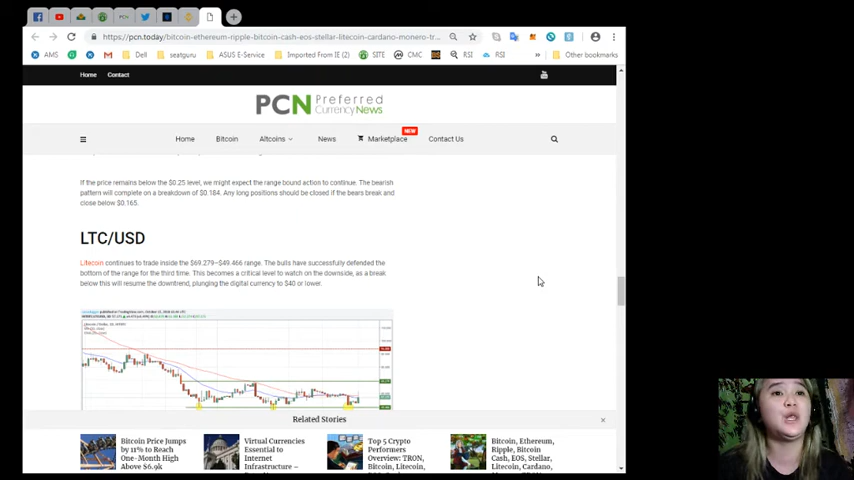 https://pcn.today/bitcoin-ethereum-ripple-bitcoin-cash-eos-stellar-litecoin-cardano-monero-tr...
AMS
Dell
seatguru
ASUS E-Service
Imported From IE (2)
SITE
CMC
RSI
RSI
»
Other bookmarks
Home Contact
PCN Preferred
Currency News
NEW
Home Bitcoin Altcoins News Marketplace Contact Us
If the price remains below the $0.25 level, we might expect the range bound action to continue. The bearish
pattern will complete on a breakdown of $0.184. Any long positions should be closed if the bears break and
close below $0.165.
LTC/USD
Litecoin continues to trade inside the $69.279–$49.466 range. The bulls have successfully defended the
bottom of the range for the third time. This becomes a critical level to watch on the downside, as a break
below this will resume the downtrend, plunging the digital currency to $40 or lower.
Related Stories
Bitcoin Price Jumps
by 11% to Reach
One-Month High
Above $6.9k
Virtual Currencies
Essential to
Internet
Infrastructure –
Top 5 Crypto
Performers
Overview: TRON,
Bitcoin, Litecoin,
Bitcoin, Ethereum,
Ripple, Bitcoin
Cash, EOS, Stellar,
Litecoin, Cardano,